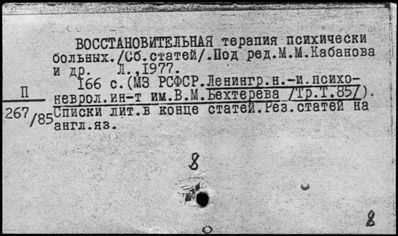 ВОССТАНОВИТЕЛЬНАЯ терапия психически
больных./Сб.статей/.Под ред.М.М.Кабанова
и др. Л.,1977.
166 с.(МЗ РСФСР.Ленингр.н.-и.психо-
неврол.ин-т им.В.М.Бехтерева /Тр.Т.85/).
Списки лит.в конце статей.Рез.статей на
англ.яз.
П
267/85
8
8